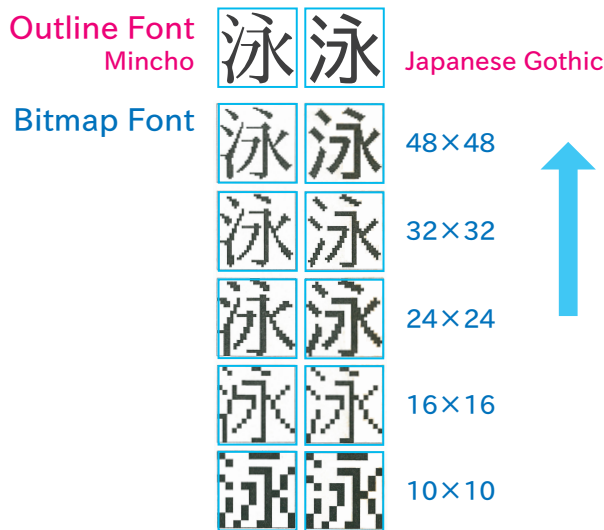 Outline Font
Mincho
泳 泳
Japanese Gothic
Bitmap Font
泳 泳 48×48
泳 泳 32×32
泳 泳 24×24
泳 泳 16×16
泳 泳 10×10